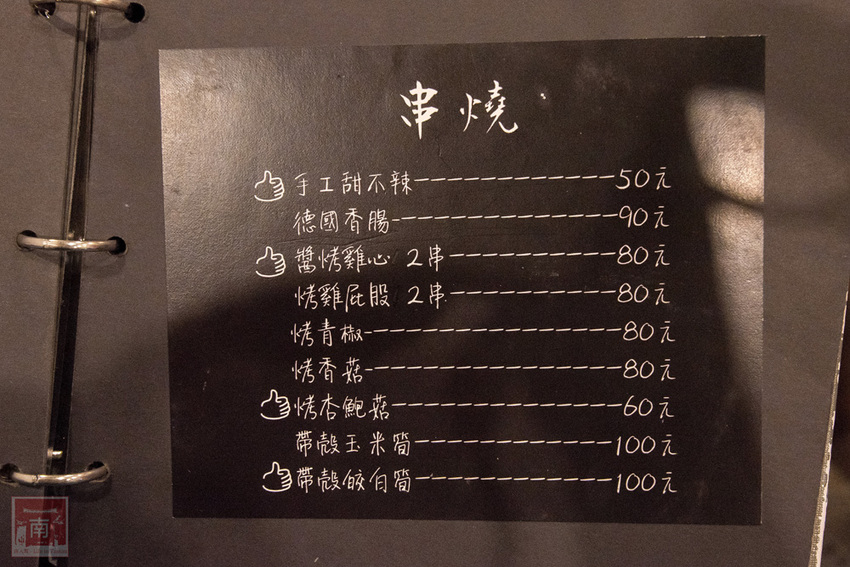 串燒
手工甜不辣------------50元
德國香腸--------------90元
醬烤雞心 2串----------80元
烤雞屁股 2串----------80元
烤青椒---------------80元
烤香菇---------------80元
烤杏鮑菇-------------60元
帶殼玉米筍------------100元
帶殼皎白筍------------100元
南